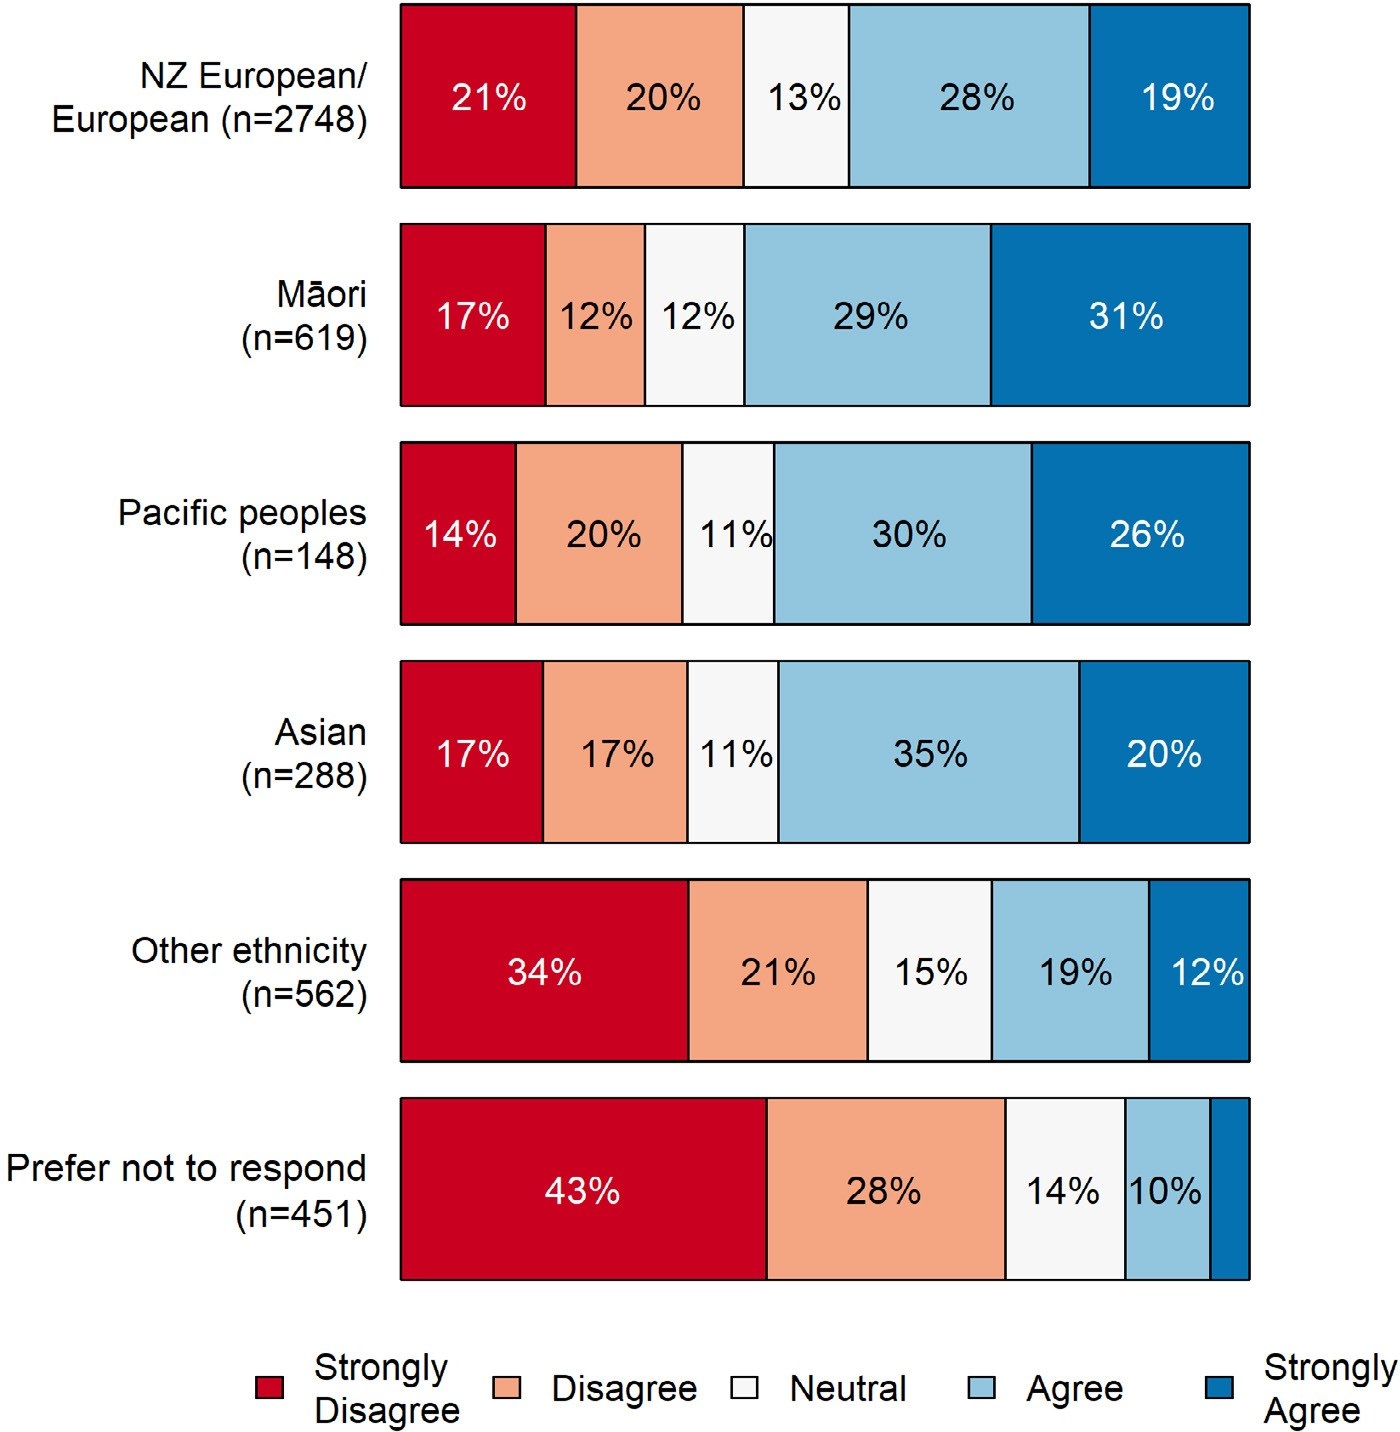 NZ European/
European (n=2748)
21% 20% 13% 28% 19%
Māori
(n=619)
17% 12% 12% 29% 31%
Pacific peoples
(n=148)
14% 20% 11% 30% 26%
Asian
(n=288)
17% 17% 11% 35% 20%
Other ethnicity
(n=562)
34% 21% 15% 19% 12%
Prefer not to respond
(n=451)
43% 28% 14% 10%
Strongly
Disagree
Disagree
Neutral
Agree
Strongly
Agree